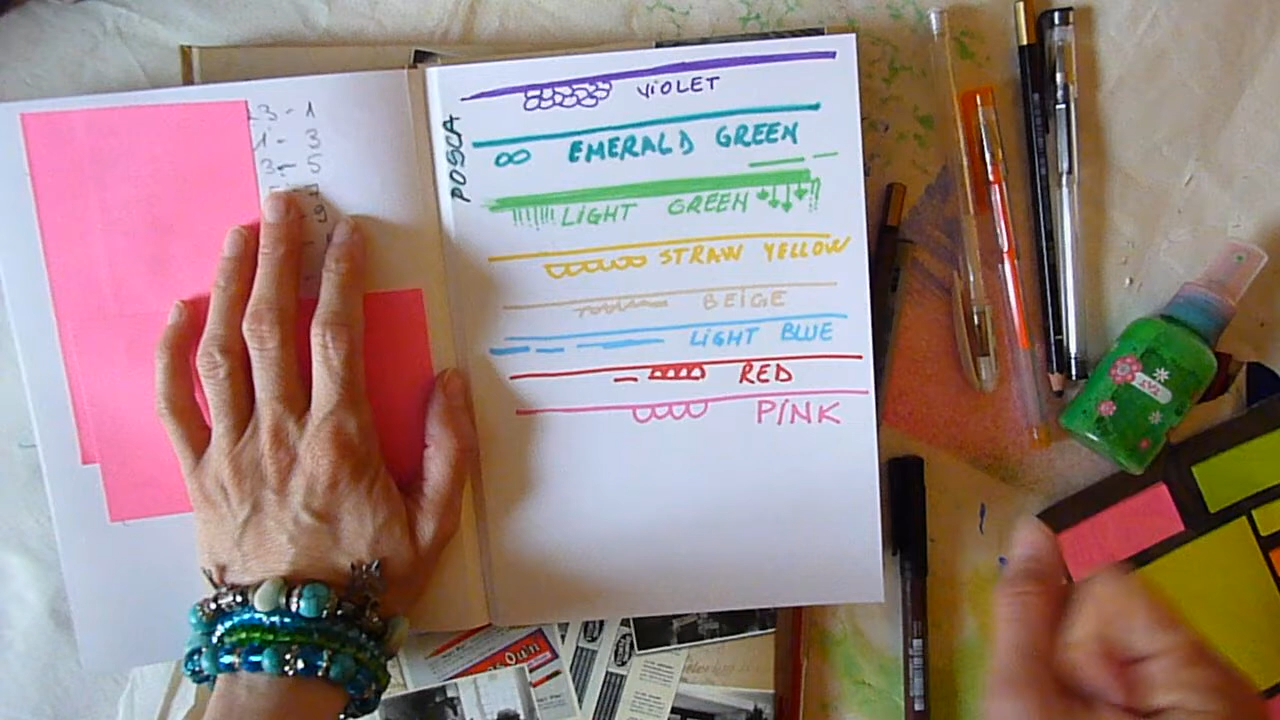 3 - 1
1 - 3
3 - 5
POSCA
VIOLET
EMERALD GREEN
LIGHT GREEN
STRAW YELLOW
BEIGE
LIGHT BLUE
RED
PINK
Own